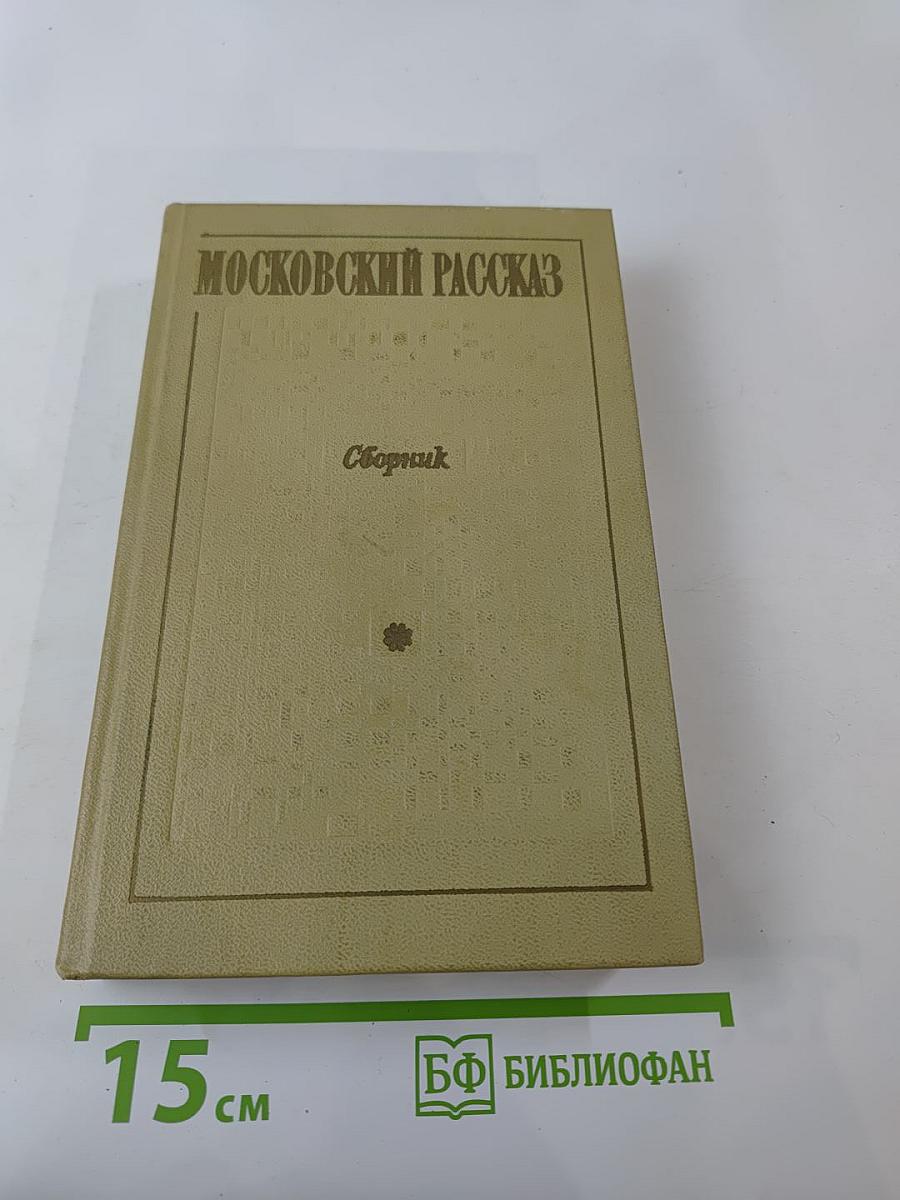 МОСКОВСКИЙ РАССКАЗ
Сборник
15 см
БФ БИБЛИОФАН